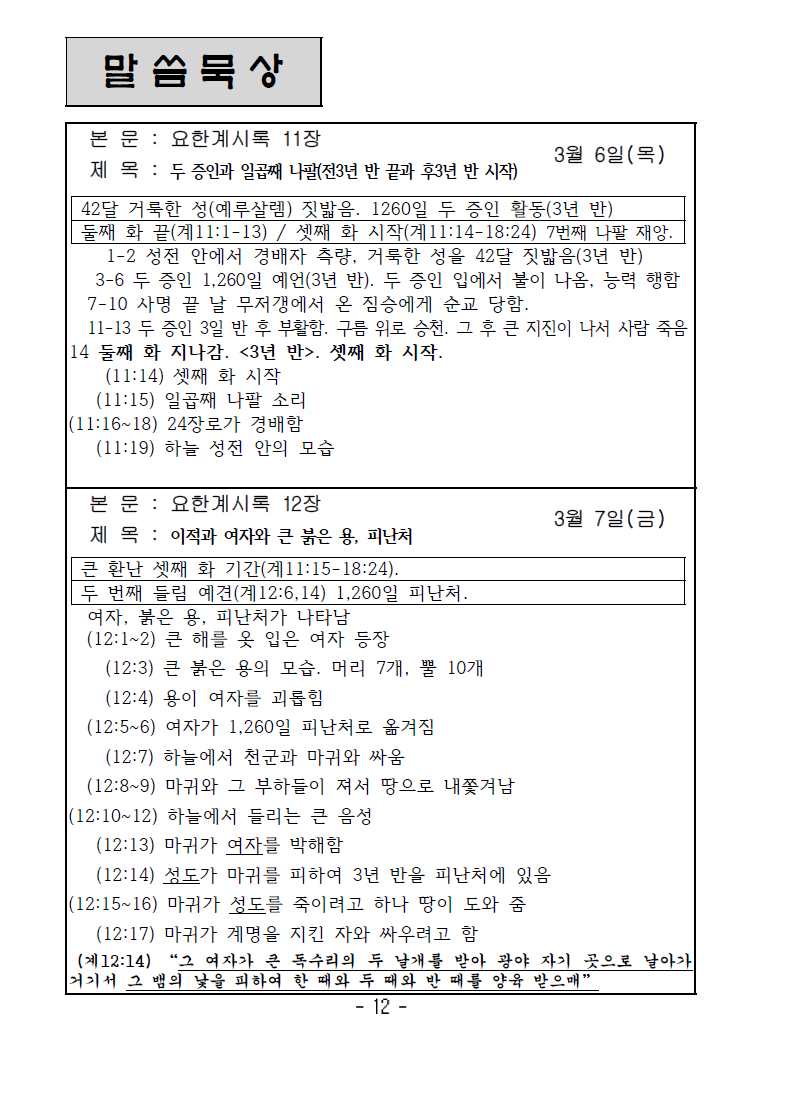 말씀묵상
본 문 : 요한계시록 11장
3월 6일(목)
제 목 : 두 증인과 일곱째 나팔(전3년 반 끝과 후3년 반 시작)
42달 거룩한 성(예루살렘) 짓밟음. 1260일 두 증인 활동(3년 반)
둘째 화 끝(계11:1-13) / 셋째 화 시작(계11:14-18:24) 7번째 나팔 재앙.
1-2 성전 안에서 경배자 측량, 거룩한 성을 42달 짓밟음(3년 반)
3-6 두 증인 1,260일 예언(3년 반). 두 증인 입에서 불이 나옴, 능력 행함
7-10 사명 끝 날 무저갱에서 온 짐승에게 순교 당함.
11-13 두 증인 3일 반 후 부활함. 구름 위로 승천. 그 후 큰 지진이 나서 사람 죽음
14 둘째 화 지나감. <3년 반>. 셋째 화 시작.
(11:14) 셋째 화 시작
(11:15) 일곱째 나팔 소리
(11:16~18) 24장로가 경배함
(11:19) 하늘 성전 안의 모습
본 문 : 요한계시록 12장
3월 7일(금)
제 목 : 이적과 여자와 큰 붉은 용, 피난처
큰 환난 셋째 화 기간(계11:15-18:24).
두 번째 들림 예견(계12:6,14) 1,260일 피난처.
여자, 붉은 용, 피난처가 나타남
(12:1~2) 큰 해를 옷 입은 여자 등장
(12:3) 큰 붉은 용의 모습. 머리 7개, 뿔 10개
(12:4) 용이 여자를 괴롭힘
(12:5~6) 여자가 1,260일 피난처로 옮겨짐
(12:7) 하늘에서 천군과 마귀와 싸움
(12:8~9) 마귀와 그 부하들이 져서 땅으로 내쫓겨남
(12:10~12) 하늘에서 들리는 큰 음성
(12:13) 마귀가 여자를 박해함
(12:14) 성도가 마귀를 피하여 3년 반을 피난처에 있음
(12:15~16) 마귀가 성도를 죽이려고 하나 땅이 도와 줌
(12:17) 마귀가 계명을 지킨 자와 싸우려고 함
(계12:14) “그 여자가 큰 독수리의 두 날개를 받아 광야 자기 곳으로 날아가
거기서 그 뱀의 낯을 피하여 한 때와 두 때와 반 때를 양육 받으매”
- 12 -